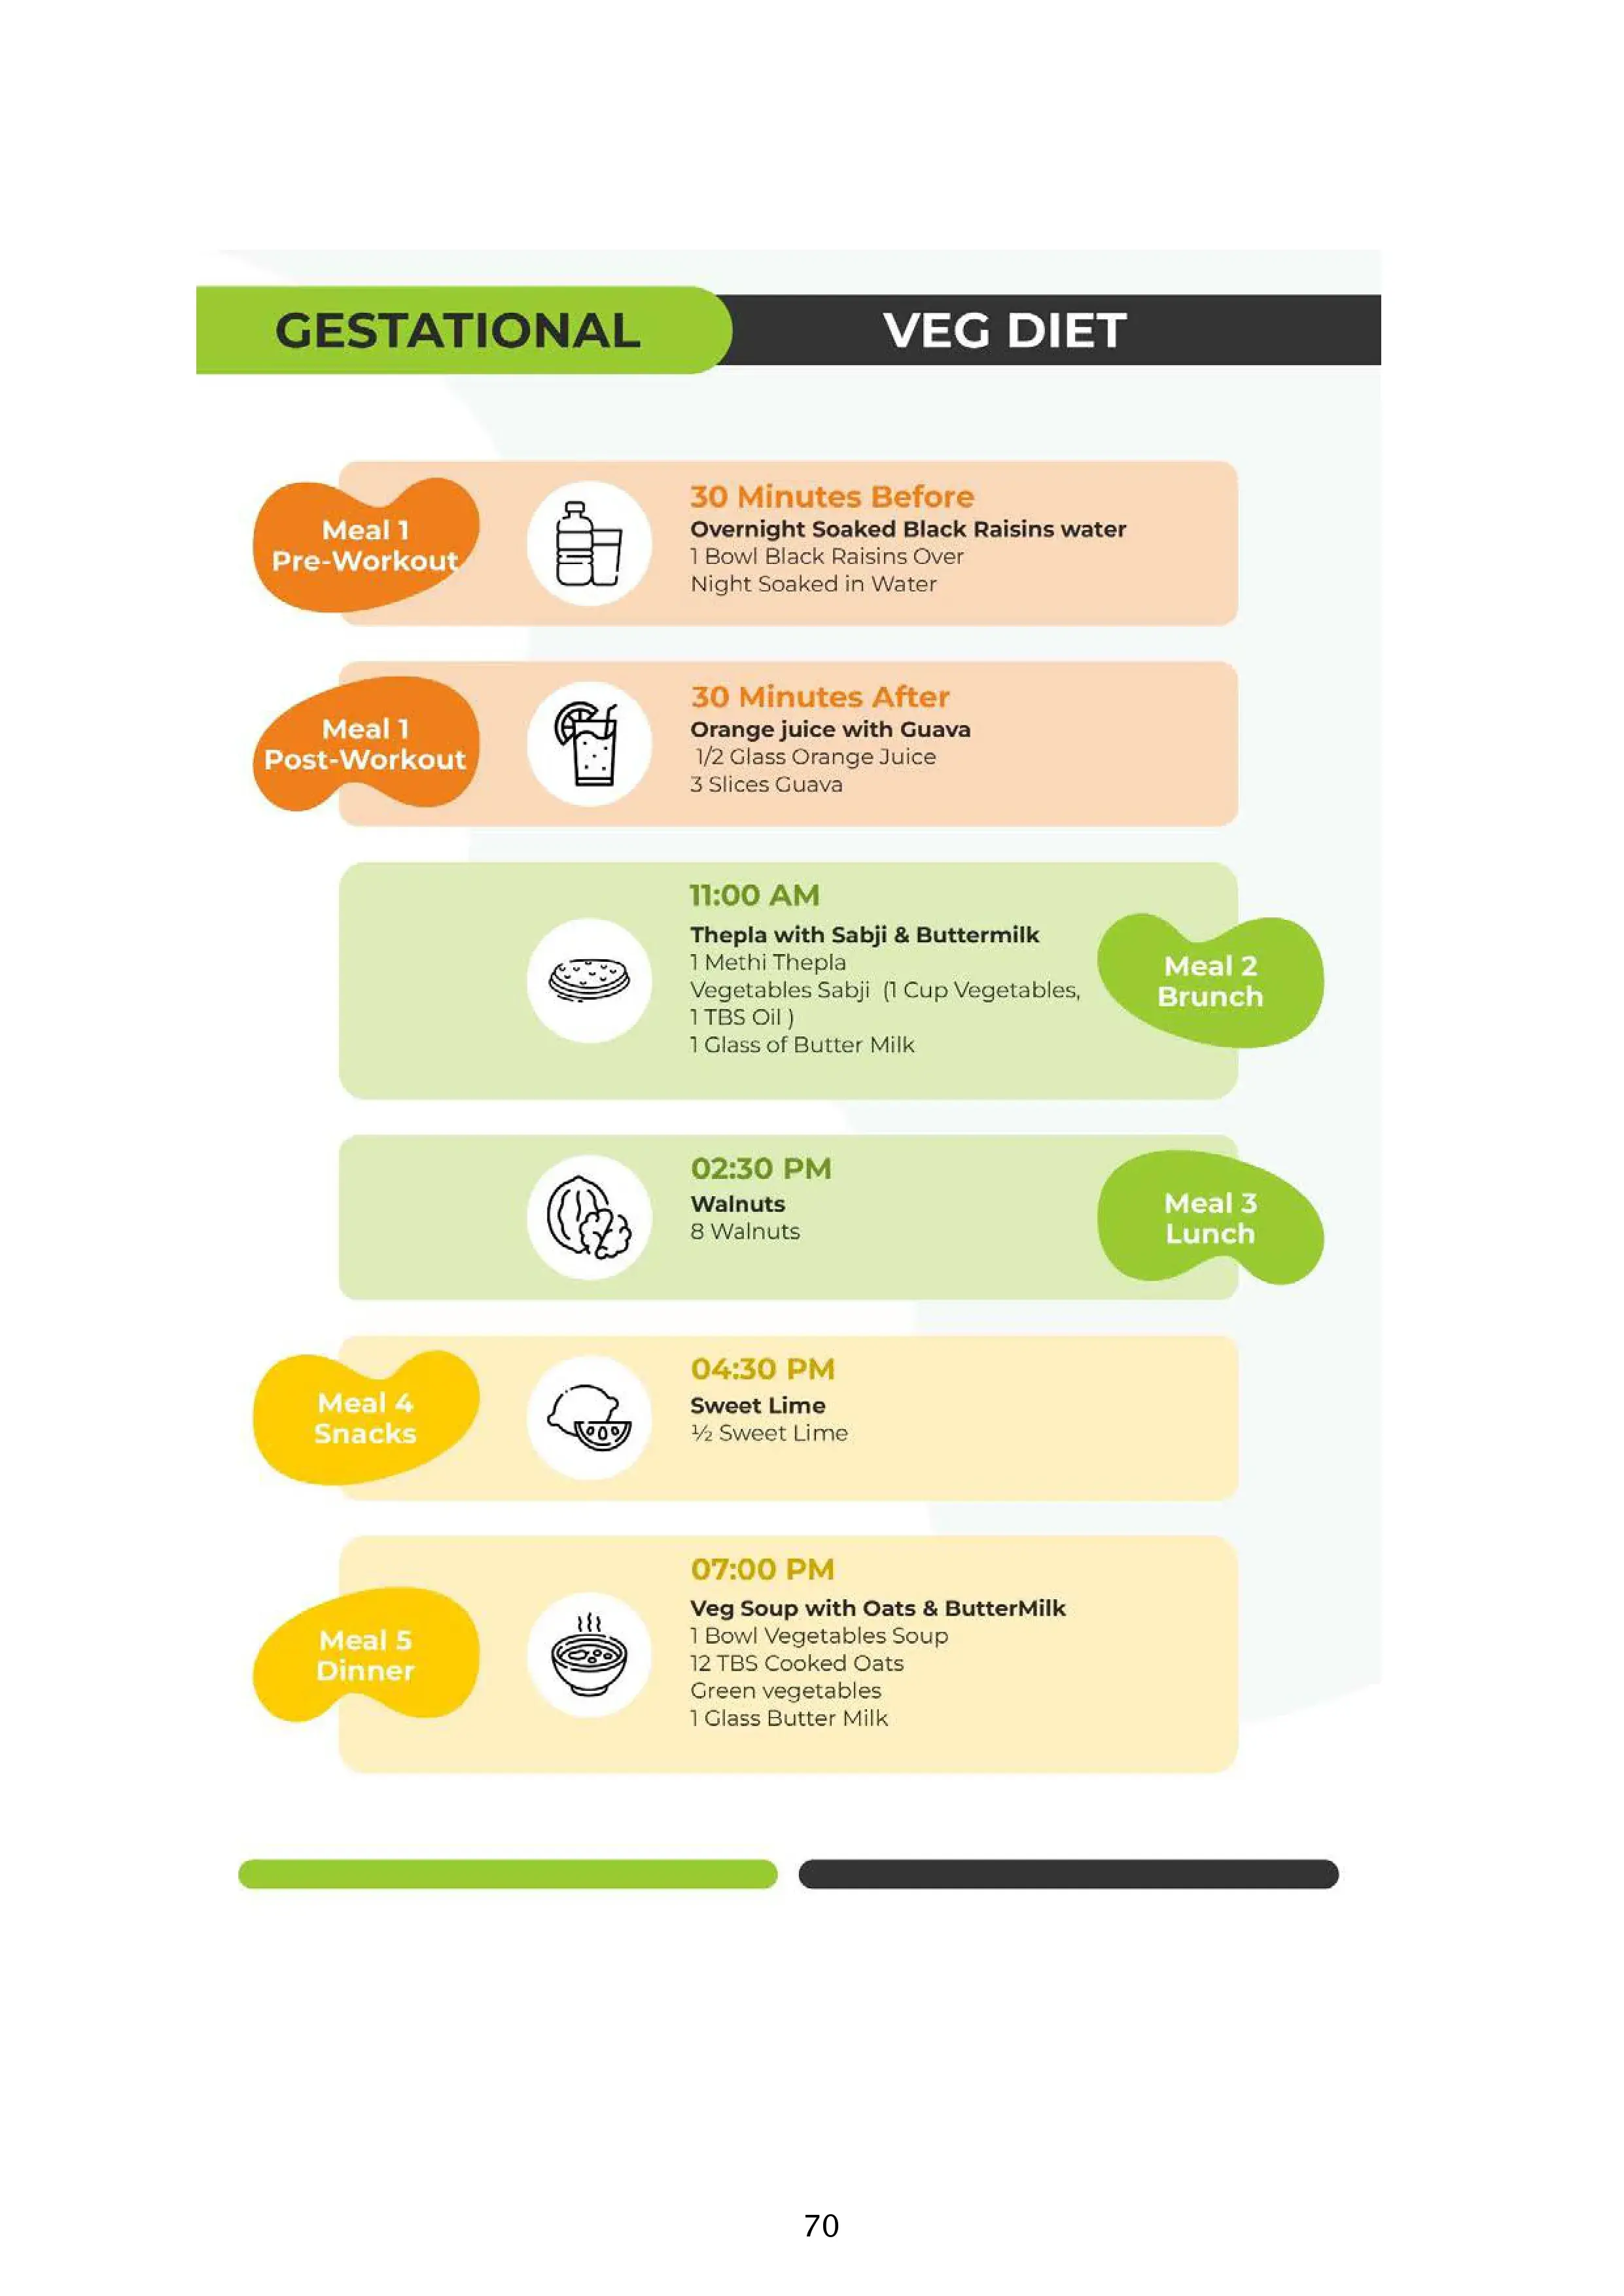 GESTATIONAL
VEG DIET
Meal 1
Pre-Workout
30 Minutes Before
Overnight Soaked Black Raisins water
1 Bowl Black Raisins Over
Night Soaked in Water
Meal 1
Post-Workout
30 Minutes After
Orange juice with Guava
1/2 Glass Orange Juice
3 Slices Guava
11:00 AM
Thepla with Sabji & Buttermilk
1 Methi Thepla
Vegetables Sabji (1 Cup Vegetables,
1 TBS Oil )
1 Glass of Butter Milk
Meal 2
Brunch
02:30 PM
Walnuts
8 Walnuts
Meal 3
Lunch
Meal 4
Snacks
04:30 PM
Sweet Lime
½ Sweet Lime
Meal 5
Dinner
07:00 PM
Veg Soup with Oats & ButterMilk
1 Bowl Vegetables Soup
12 TBS Cooked Oats
Green vegetables
1 Glass Butter Milk
70